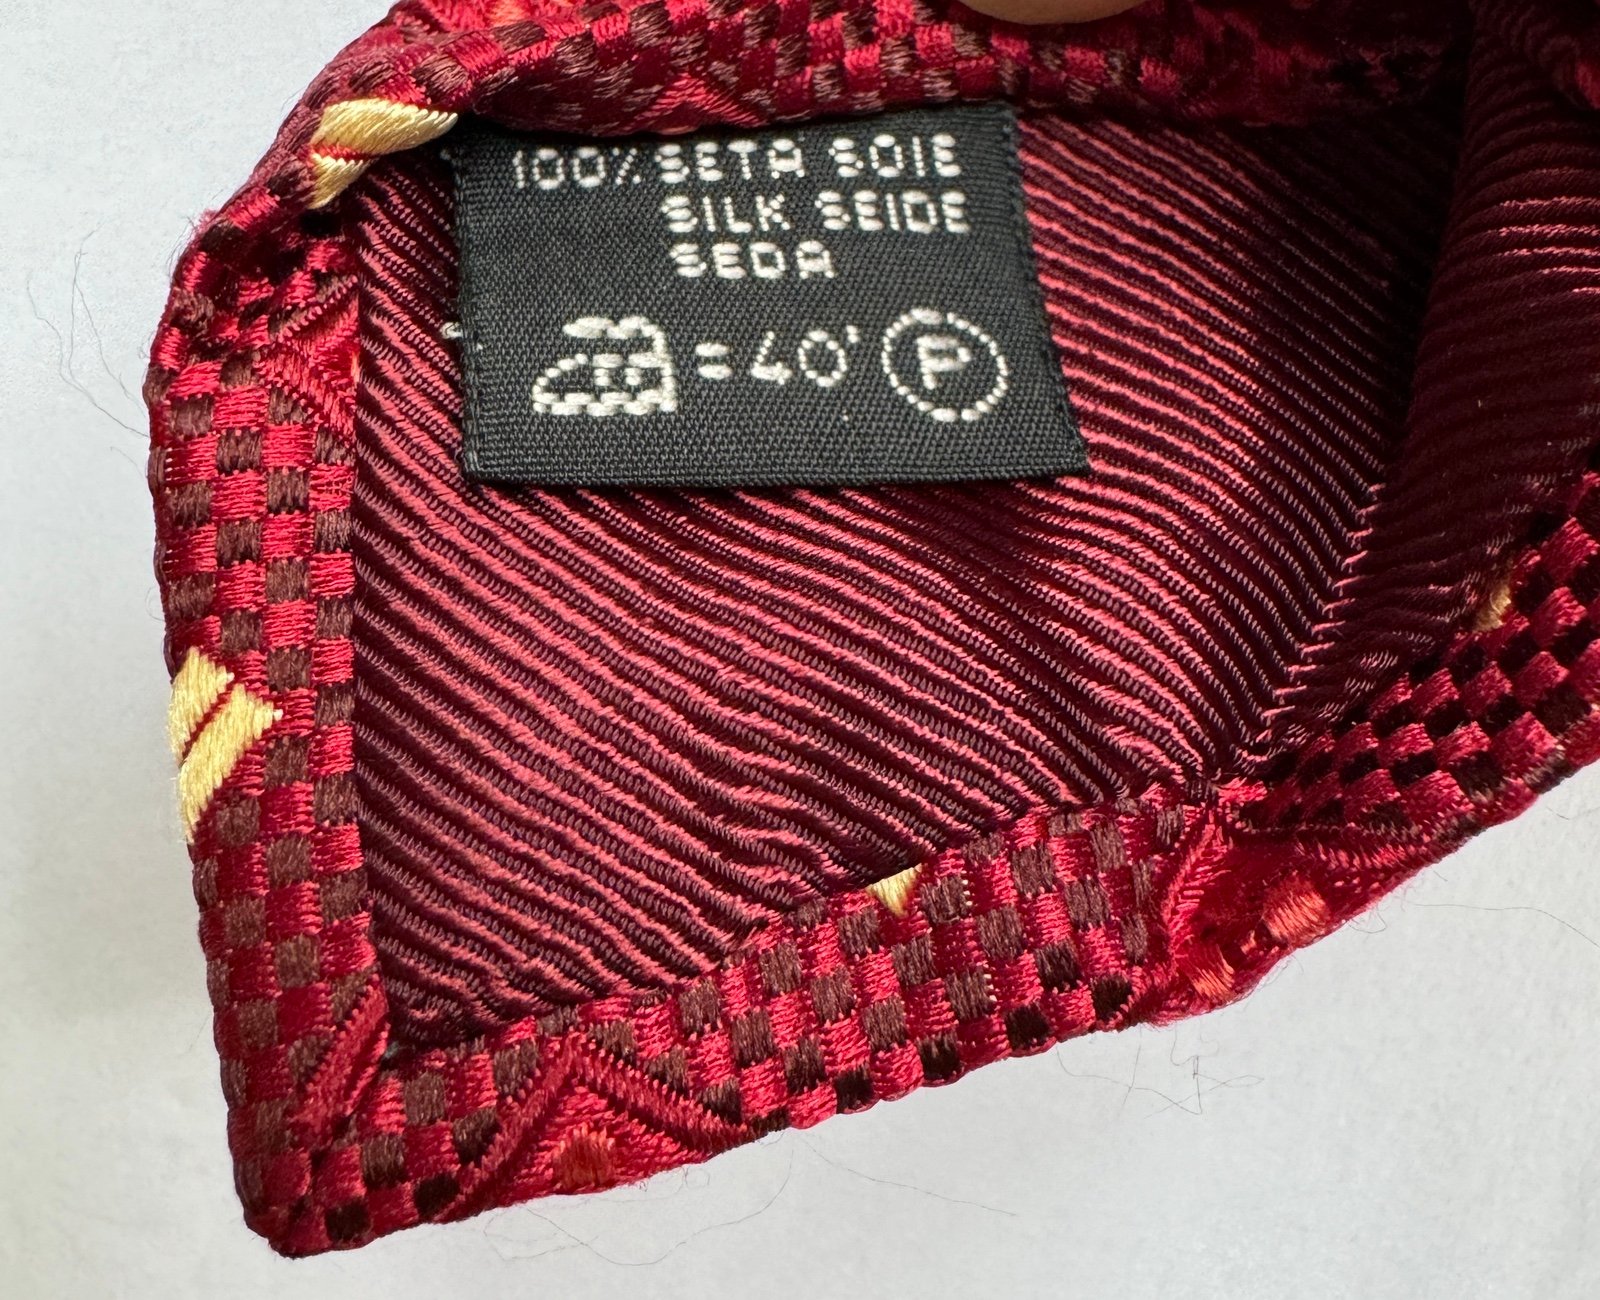 100% SETA SOIE
SILK SEIDE
SEDA
= 40' P